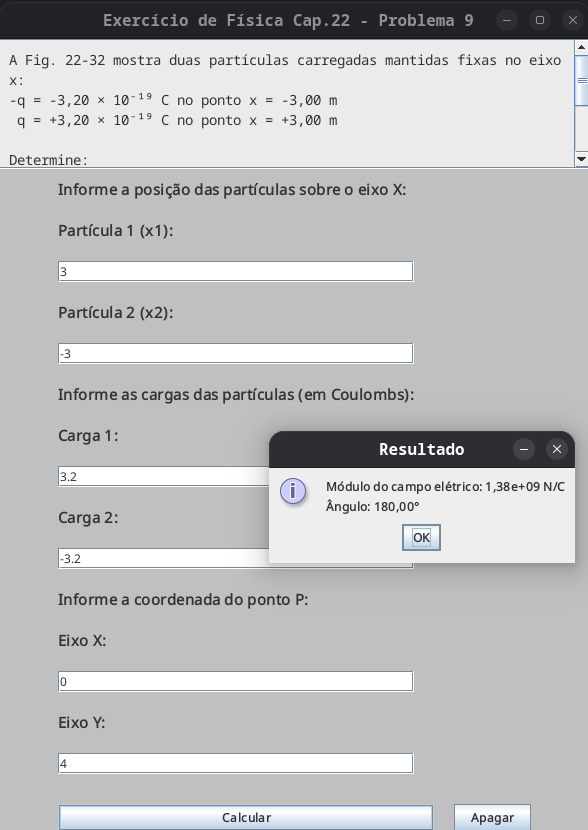 Exercício de Física Cap.22 - Problema 9
A Fig. 22-32 mostra duas partículas carregadas mantidas fixas no eixo
x:
-q = -3,20 × 10⁻¹⁹ C no ponto x = -3,00 m
q = +3,20 × 10⁻¹⁹ C no ponto x = +3,00 m
Determine:
Informe a posição das partículas sobre o eixo X:
Partícula 1 (x1):
3
Partícula 2 (x2):
-3
Informe as cargas das partículas (em Coulombs):
Carga 1:
3.2
Carga 2:
-3.2
Resultado
Módulo do campo elétrico: 1,38e+09 N/C
Ângulo: 180,00°
OK
Informe a coordenada do ponto P:
Eixo X:
0
Eixo Y:
4
Calcular
Apagar